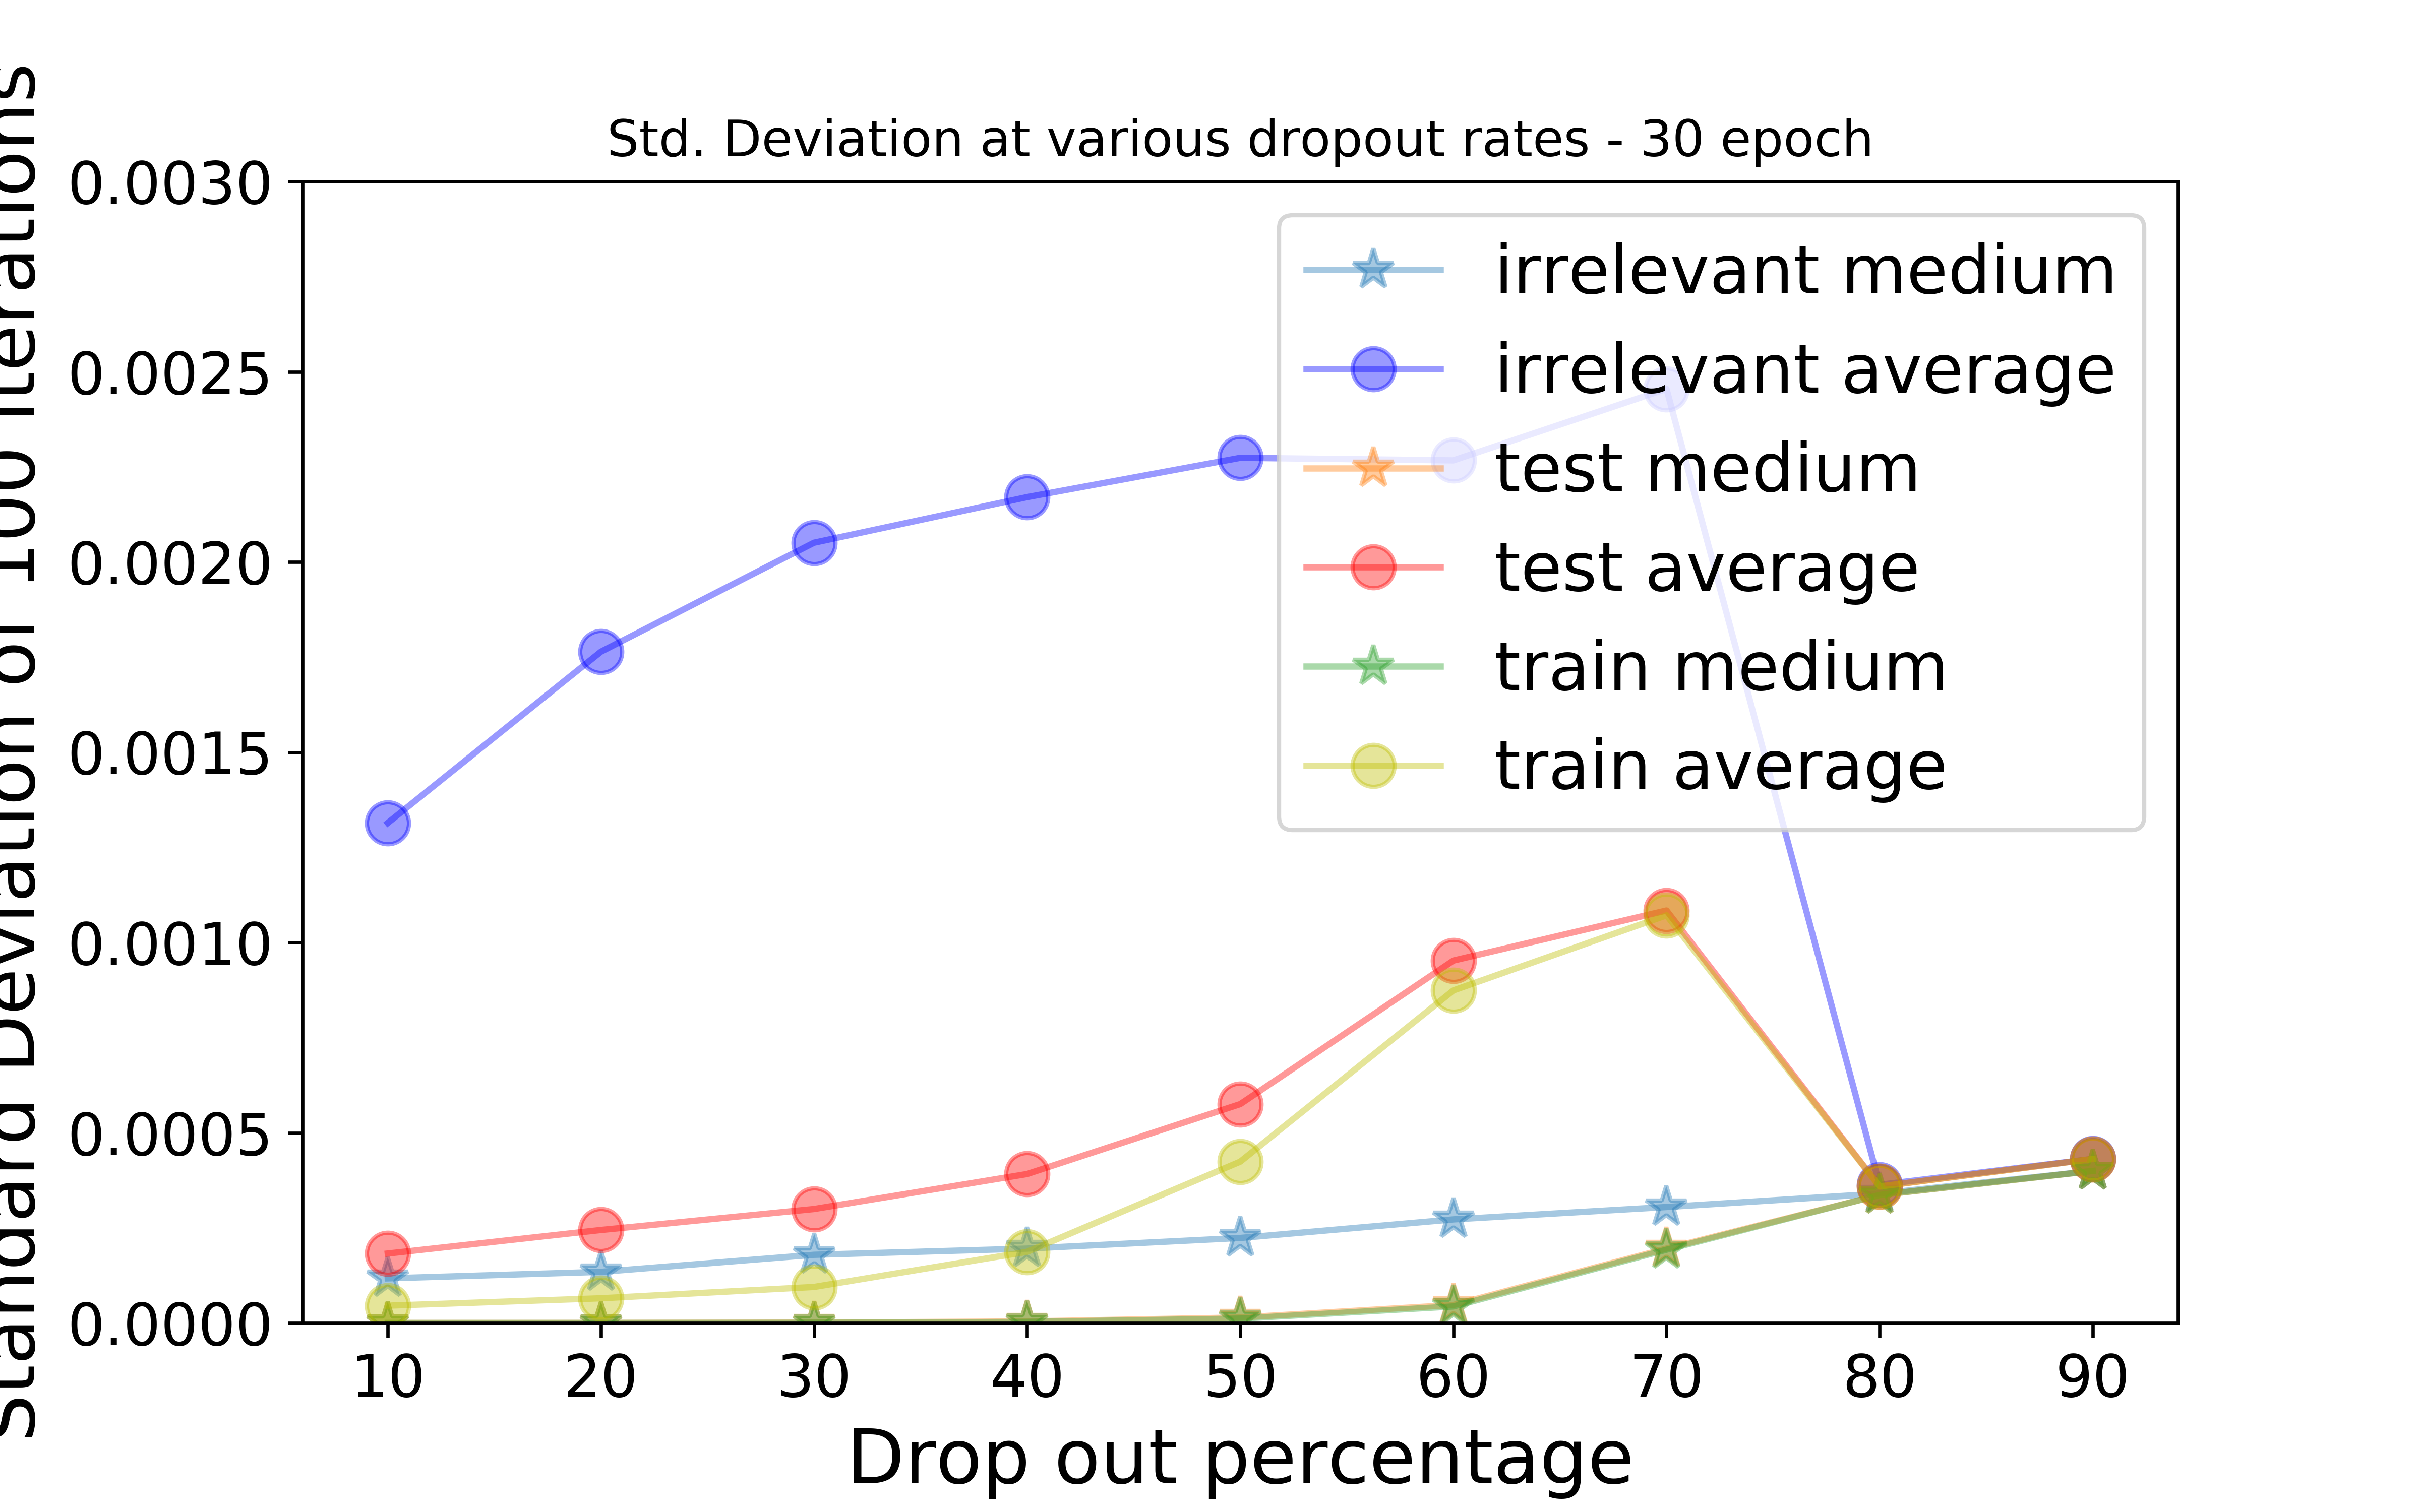 Std. Deviation at various dropout rates - 30 epoch
Standard Deviation of 100 iterations
0.0030
0.0025
0.0020
0.0015
0.0010
0.0005
0.0000
irrelevant medium
irrelevant average
test medium
test average
train medium
train average
10 20 30 40 50 60 70 80 90
Drop out percentage